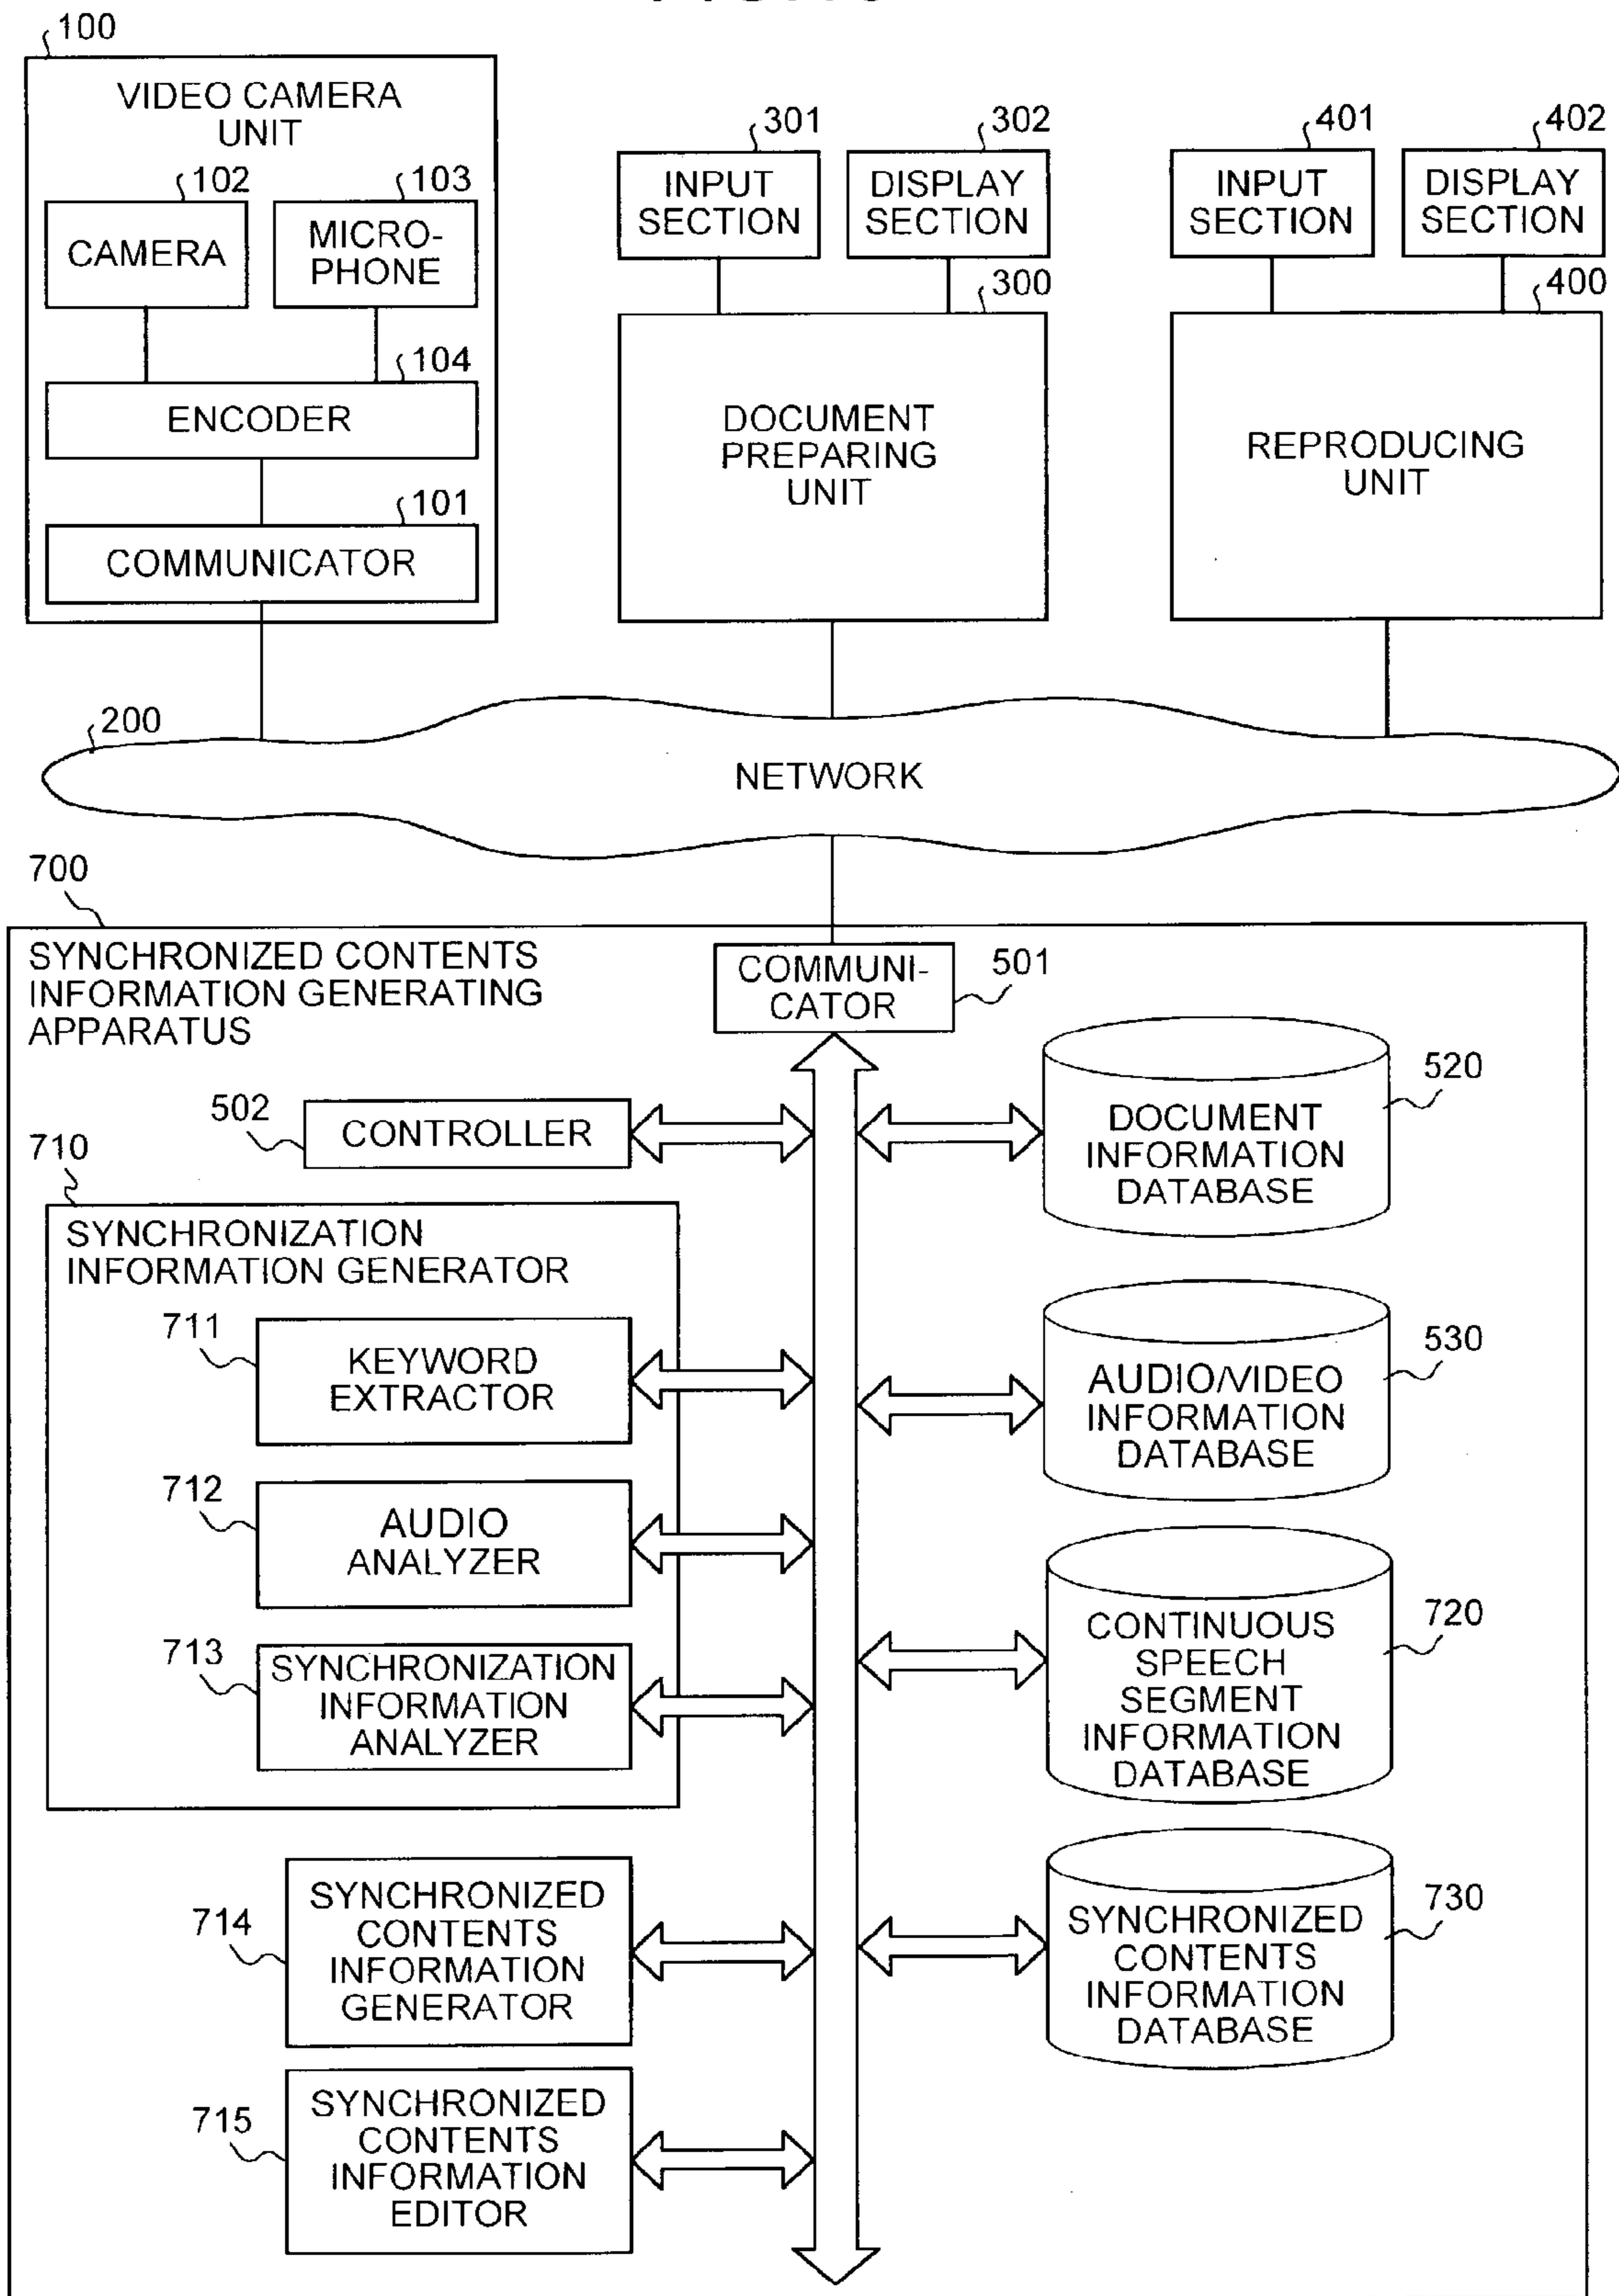 100
VIDEO CAMERA
UNIT
102
103
CAMERA
MICRO-
PHONE
104
ENCODER
101
COMMUNICATOR
301
302
INPUT
SECTION
DISPLAY
SECTION
300
DOCUMENT
PREPARING
UNIT
401
402
INPUT
SECTION
DISPLAY
SECTION
400
REPRODUCING
UNIT
200
NETWORK
700
SYNCHRONIZED CONTENTS
INFORMATION GENERATING
APPARATUS
COMMUNI-
CATOR
501
502
CONTROLLER
520
DOCUMENT
INFORMATION
DATABASE
710
SYNCHRONIZATION
INFORMATION GENERATOR
711
KEYWORD
EXTRACTOR
530
AUDIO/VIDEO
INFORMATION
DATABASE
712
AUDIO
ANALYZER
713
SYNCHRONIZATION
INFORMATION
ANALYZER
720
CONTINUOUS
SPEECH
SEGMENT
INFORMATION
DATABASE
714
SYNCHRONIZED
CONTENTS
INFORMATION
GENERATOR
730
SYNCHRONIZED
CONTENTS
INFORMATION
DATABASE
715
SYNCHRONIZED
CONTENTS
INFORMATION
EDITOR